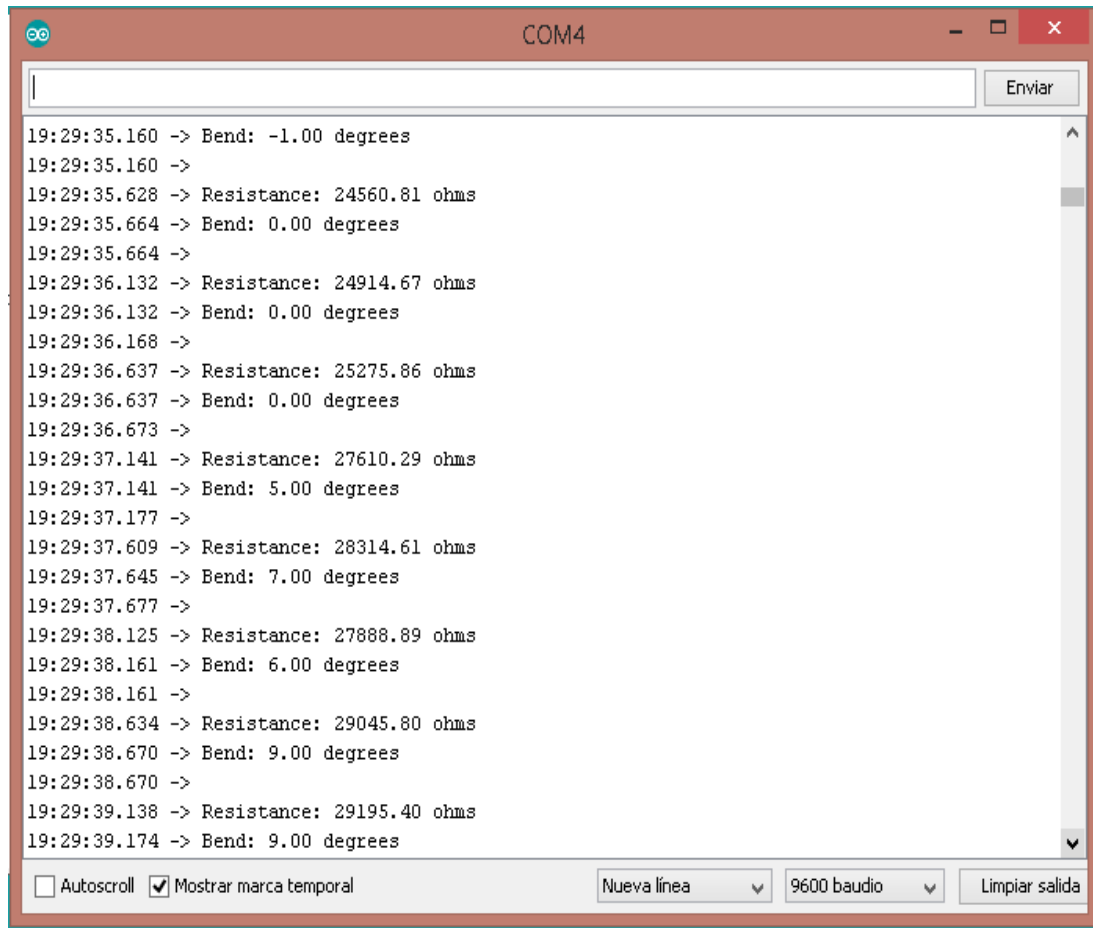 COM4
Enviar
19:29:35.160 -> Bend: -1.00 degrees
19:29:35.160 ->
19:29:35.628 -> Resistance: 24560.81 ohms
19:29:35.664 -> Bend: 0.00 degrees
19:29:35.664 ->
19:29:36.132 -> Resistance: 24914.67 ohms
19:29:36.132 -> Bend: 0.00 degrees
19:29:36.168 ->
19:29:36.637 -> Resistance: 25275.86 ohms
19:29:36.637 -> Bend: 0.00 degrees
19:29:36.673 ->
19:29:37.141 -> Resistance: 27610.29 ohms
19:29:37.141 -> Bend: 5.00 degrees
19:29:37.177 ->
19:29:37.609 -> Resistance: 28314.61 ohms
19:29:37.645 -> Bend: 7.00 degrees
19:29:37.677 ->
19:29:38.125 -> Resistance: 27888.89 ohms
19:29:38.161 -> Bend: 6.00 degrees
19:29:38.161 ->
19:29:38.634 -> Resistance: 29045.80 ohms
19:29:38.670 -> Bend: 9.00 degrees
19:29:38.670 ->
19:29:39.138 -> Resistance: 29195.40 ohms
19:29:39.174 -> Bend: 9.00 degrees
Autoscroll Mostrar marca temporal Nueva línea 9600 baudio Limpiar salida